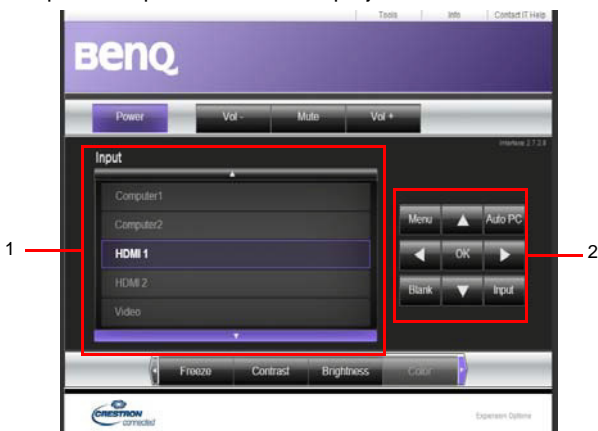 Tools Info Contact IT Help
BenQ
Power Vol - Mute Vol +
Interface 2.7.2.8
Input
Computer1
Computer2
HDMI 1
HDMI 2
Video
Menu Auto PC
OK
Blank Input
1
2
Freeze Contrast Brightness Color
CRESTRON
connected
Expansion Options